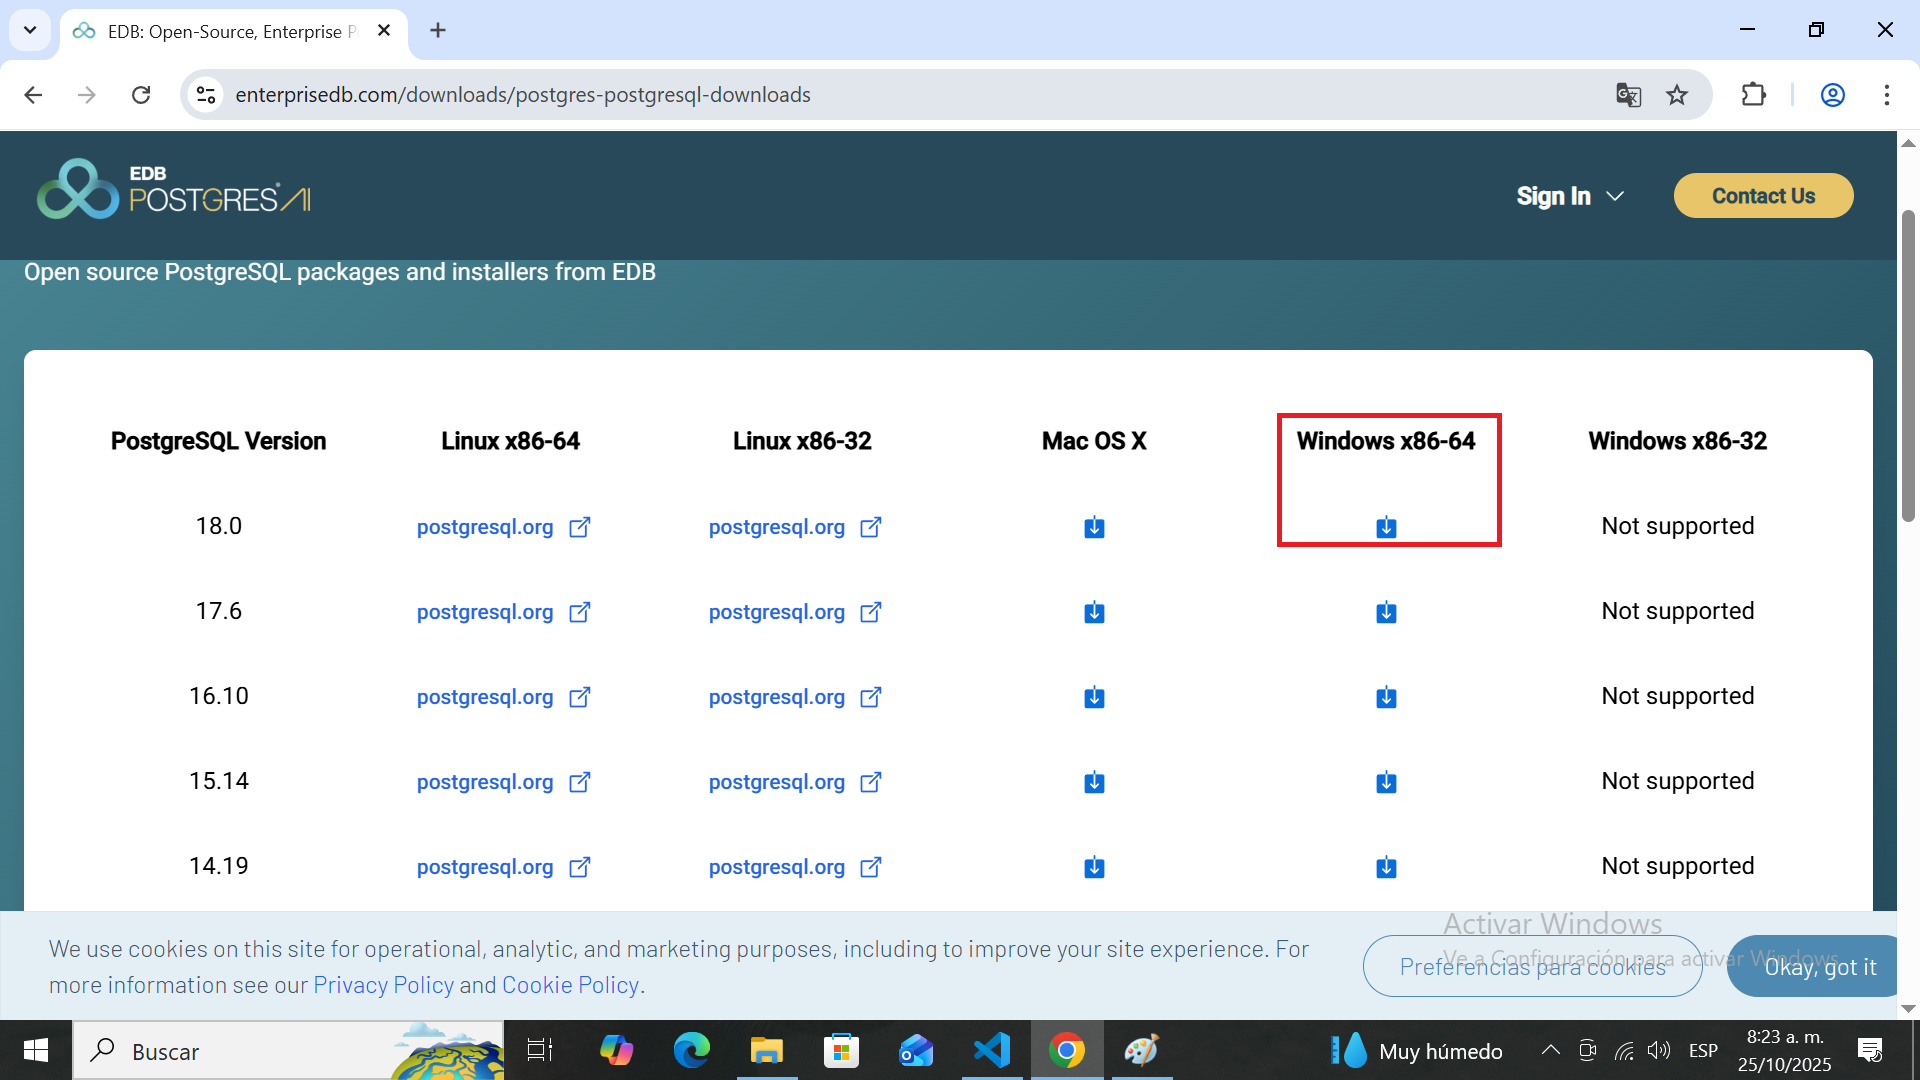 EDB: Open-Source, Enterprise P
enterprisedb.com/downloads/postgres-postgresql-downloads
EDB
POSTGRES AI
Sign In
Contact Us
Open source PostgreSQL packages and installers from EDB
PostgreSQL Version Linux x86-64 Linux x86-32 Mac OS X Windows x86-64 Windows x86-32
18.0 postgresql.org postgresql.org Not supported
17.6 postgresql.org postgresql.org Not supported
16.10 postgresql.org postgresql.org Not supported
15.14 postgresql.org postgresql.org Not supported
14.19 postgresql.org postgresql.org Not supported
We use cookies on this site for operational, analytic, and marketing purposes, including to improve your site experience. For
more information see our Privacy Policy and Cookie Policy.
Preferencias para cookies
Okay, got it
Activar Windows
Ve a Configuración para activar Windows.
Buscar
Muy húmedo
ESP
8:23 a. m.
25/10/2025